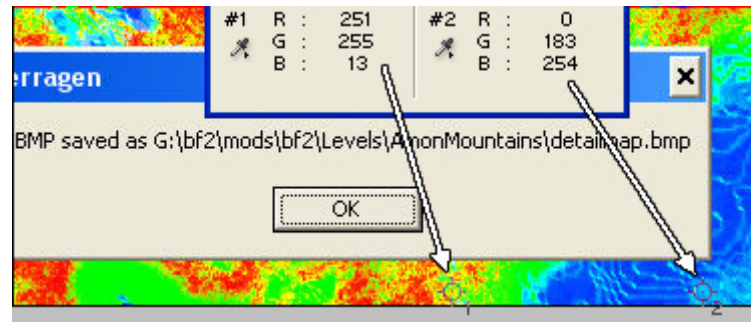 #1 R : 251 #2 R : 0
G : 255 G : 183
B : 13 B : 254
erragen
BMP saved as G:\bf2\mods\bf2\Levels\AmonMountains\detailmap.bmp
OK
1 2